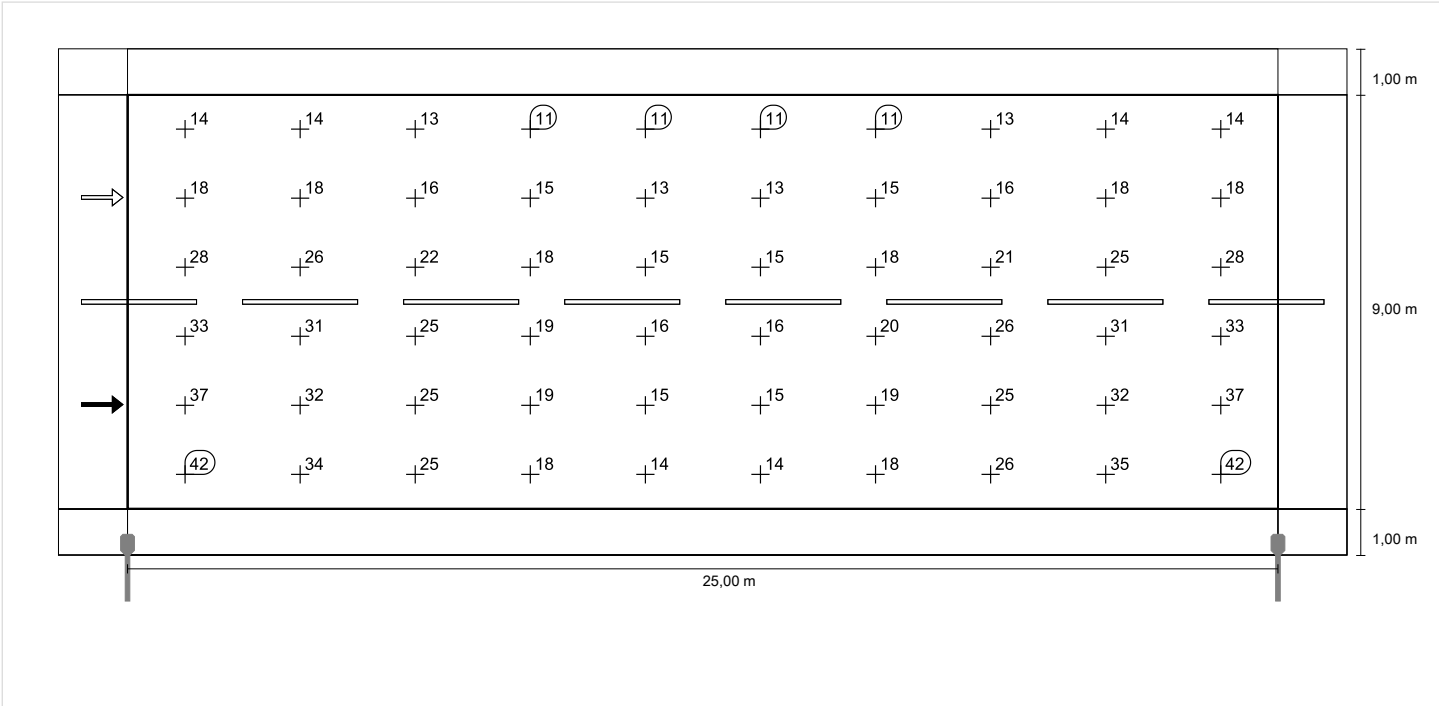 1,00 m
14 14 13 11 11 11 11 13 14 14
18 18 16 15 13 13 15 16 18 18
28 26 22 18 15 15 18 21 25 28
9,00 m
33 31 25 19 16 16 20 26 31 33
37 32 25 19 15 15 19 25 32 37
42 34 25 18 14 14 18 26 35 42
1,00 m
25,00 m